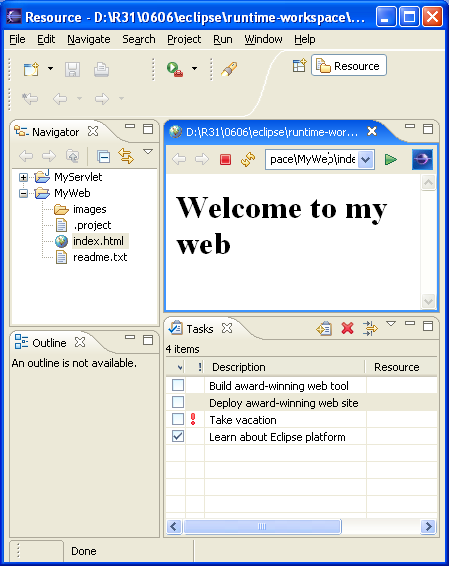 Resource - D:\R31\0606\eclipse\runtime-workspace\...
File Edit Navigate Search Project Run Window Help
Resource
Navigator
MyServlet
MyWeb
images
.project
index.html
readme.txt
D:\R31\0606\eclipse\runtime-wor...
pace\MyWeb\inde
Welcome to my
web
Outline
An outline is not available.
Tasks
4 items
! Description Resource
Build award-winning web tool
Deploy award-winning web site
! Take vacation
Learn about Eclipse platform
Done